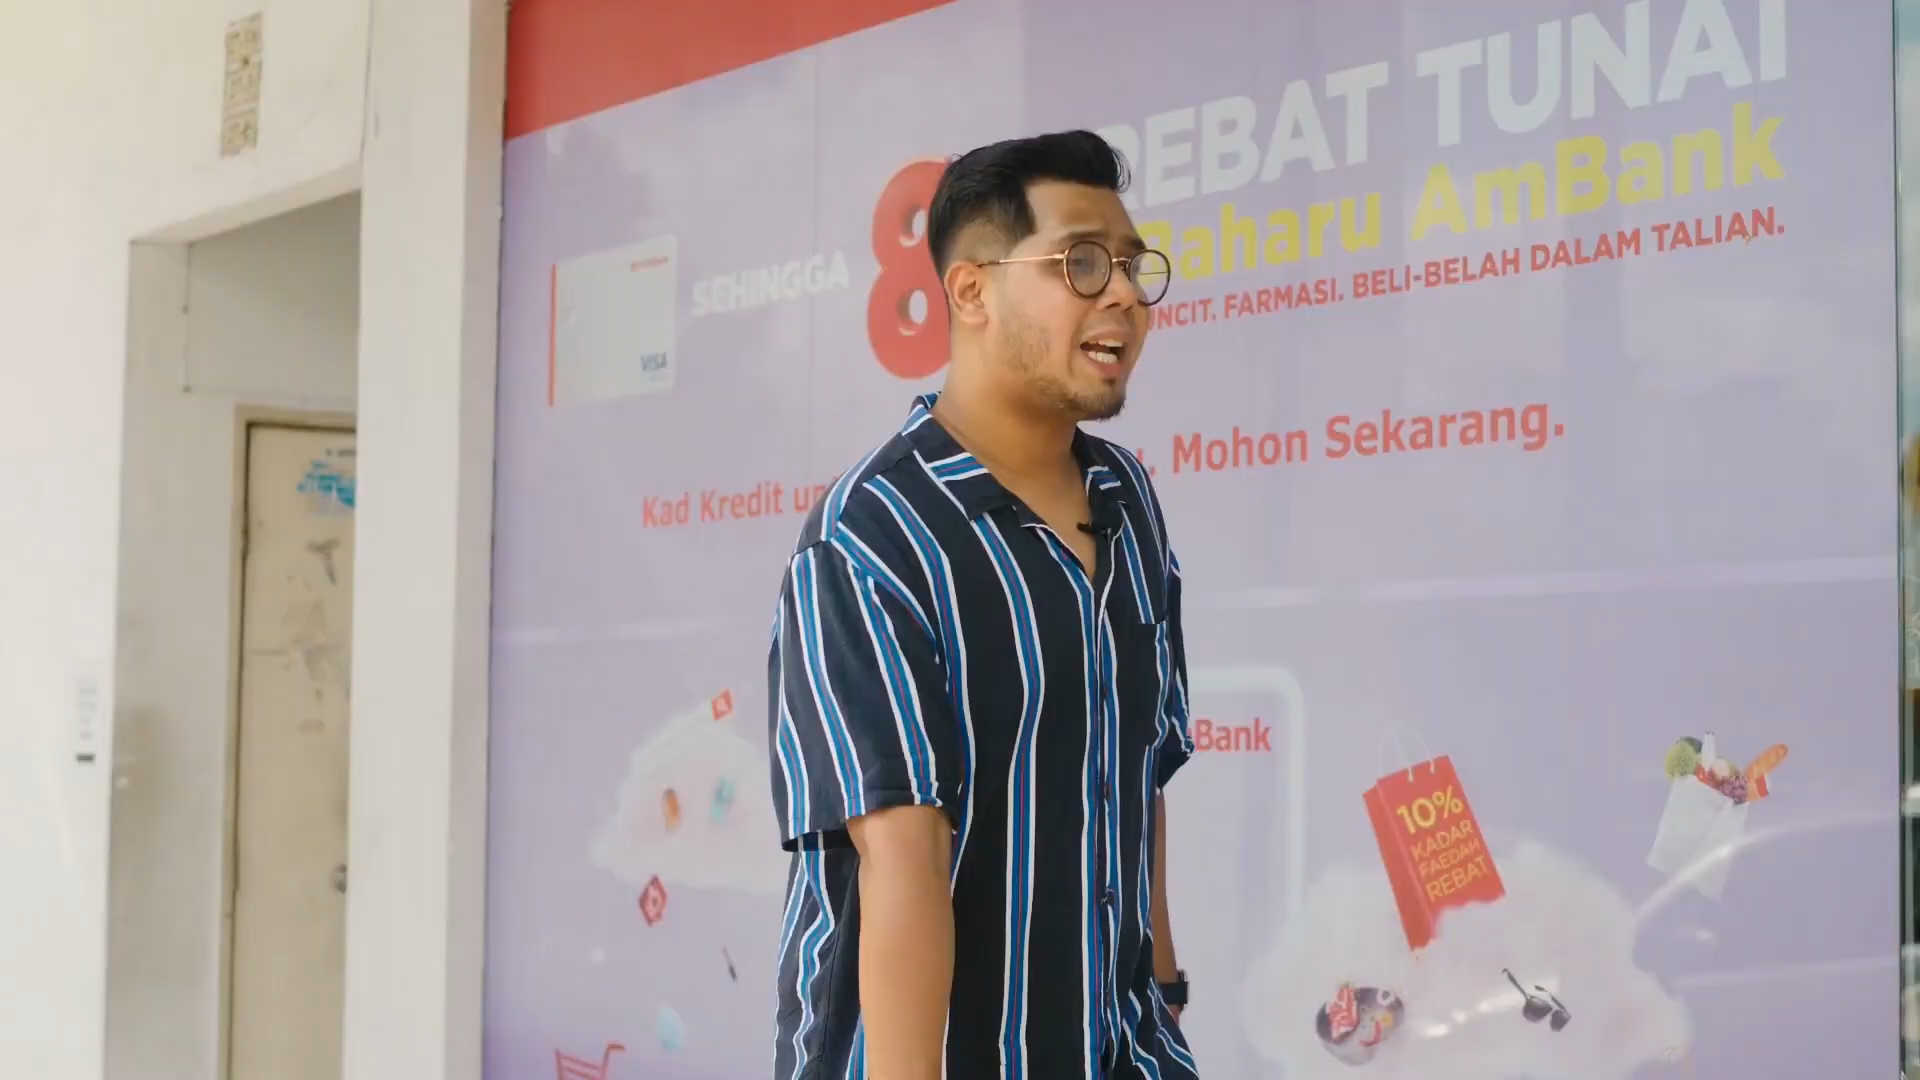 REBAT TUNAI
Baharu AmBank
SEHINGGA 8
FARMASI. BELI-BELAH DALAM TALIAN.
Mohon Sekarang.
Kad Kredit
VISA
Bank
10%
KADAR
FAEDAH
REBAT